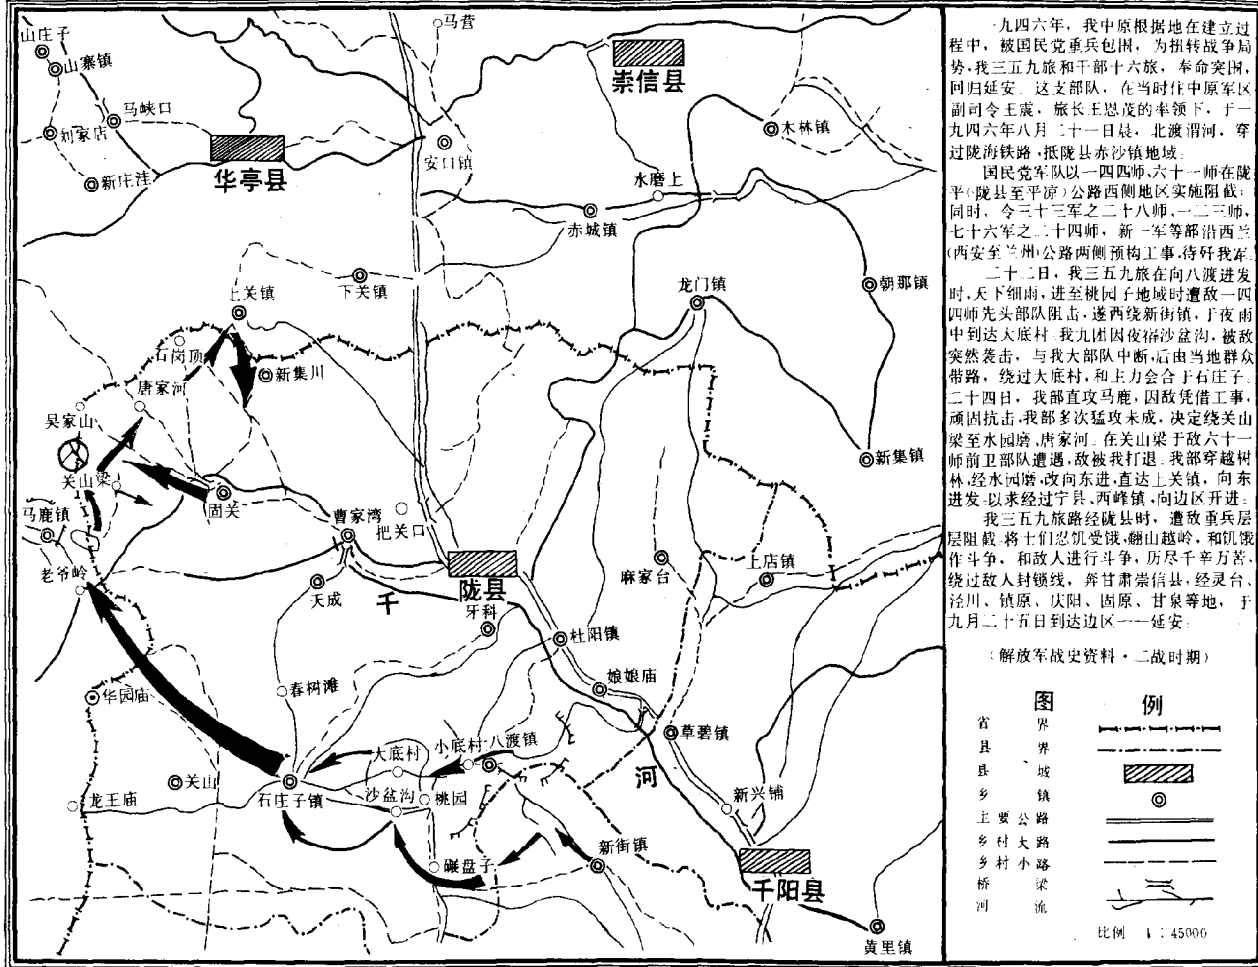 山庄子
山寨镇
马峡口
刘家店
新庄洼
华亭县
马营
崇信县
安口镇
木林镇
水磨上
赤城镇
朝那镇
上关镇
下关镇
龙门镇
石岗顶
唐家河
新集川
吴家山
关山梁
固关
马鹿镇
曹家湾
把关口
新集镇
老爷岭
天成
千
陇县
牙科
麻家台
上店镇
杜阳镇
春树滩
华园庙
娘娘庙
草碧镇
大底村
小底村
八渡镇
河
关山
石庄子镇
沙盆沟
桃园
龙王庙
新兴铺
碾盘子
新街镇
千阳县
黄里镇
一九四六年,我中原根据地在建立过
程中,被国民党重兵包围,为扭转战争局
势,我三五九旅和干部十六旅,奉命突围,
回归延安。这支部队,在当时任中原军区
副司令王震,旅长王恩茂的率领下,于一
九四六年八月二十一日晨,北渡渭河,穿
过陇海铁路,抵陇县赤沙镇地域。
国民党军队以一四四师、六十一师在陇
平(陇县至平凉)公路西侧地区实施阻截;
同时,令三十三军之二十八师、一二三师,
七十六军之二十四师,新一军等部沿西兰
(西安至兰州)公路两侧预构工事,待歼我军。
二十二日,我三五九旅在向八渡进发
时,天下细雨,进至桃园子地域时遭敌一四
四师先头部队阻击,遂西绕新街镇,于夜雨
中到达大底村。我九团因夜宿沙盆沟,被敌
突然袭击,与我大部队中断,后由当地群众
带路,绕过大底村,和主力会合于石庄子。
二十四日,我部直攻马鹿,因敌凭借工事,
顽固抗击,我部多次猛攻未成,决定绕关山
梁至水园磨、唐家河。在关山梁于敌六十一
师前卫部队遭遇,敌被我打退。我部穿越树
林,经水园磨,改向东进,直达上关镇,向东
进发,以求经过宁县、西峰镇,向边区开进。
我三五九旅路经陇县时,遭敌重兵层
层阻截,将士们忍饥受饿,翻山越岭,和饥饿
作斗争,和敌人进行斗争,历尽千辛万苦、
绕过敌人封锁线,奔甘肃崇信县,经灵台、
泾川、镇原、庆阳、固原、甘泉等地,于
九月二十五日到达边区——延安。
(解放军战史资料·二战时期)
图 例
省 界
县 界
县 城
乡 镇
上要公路
乡村大路
乡村小路
桥 梁
河 流
比例 1:45000